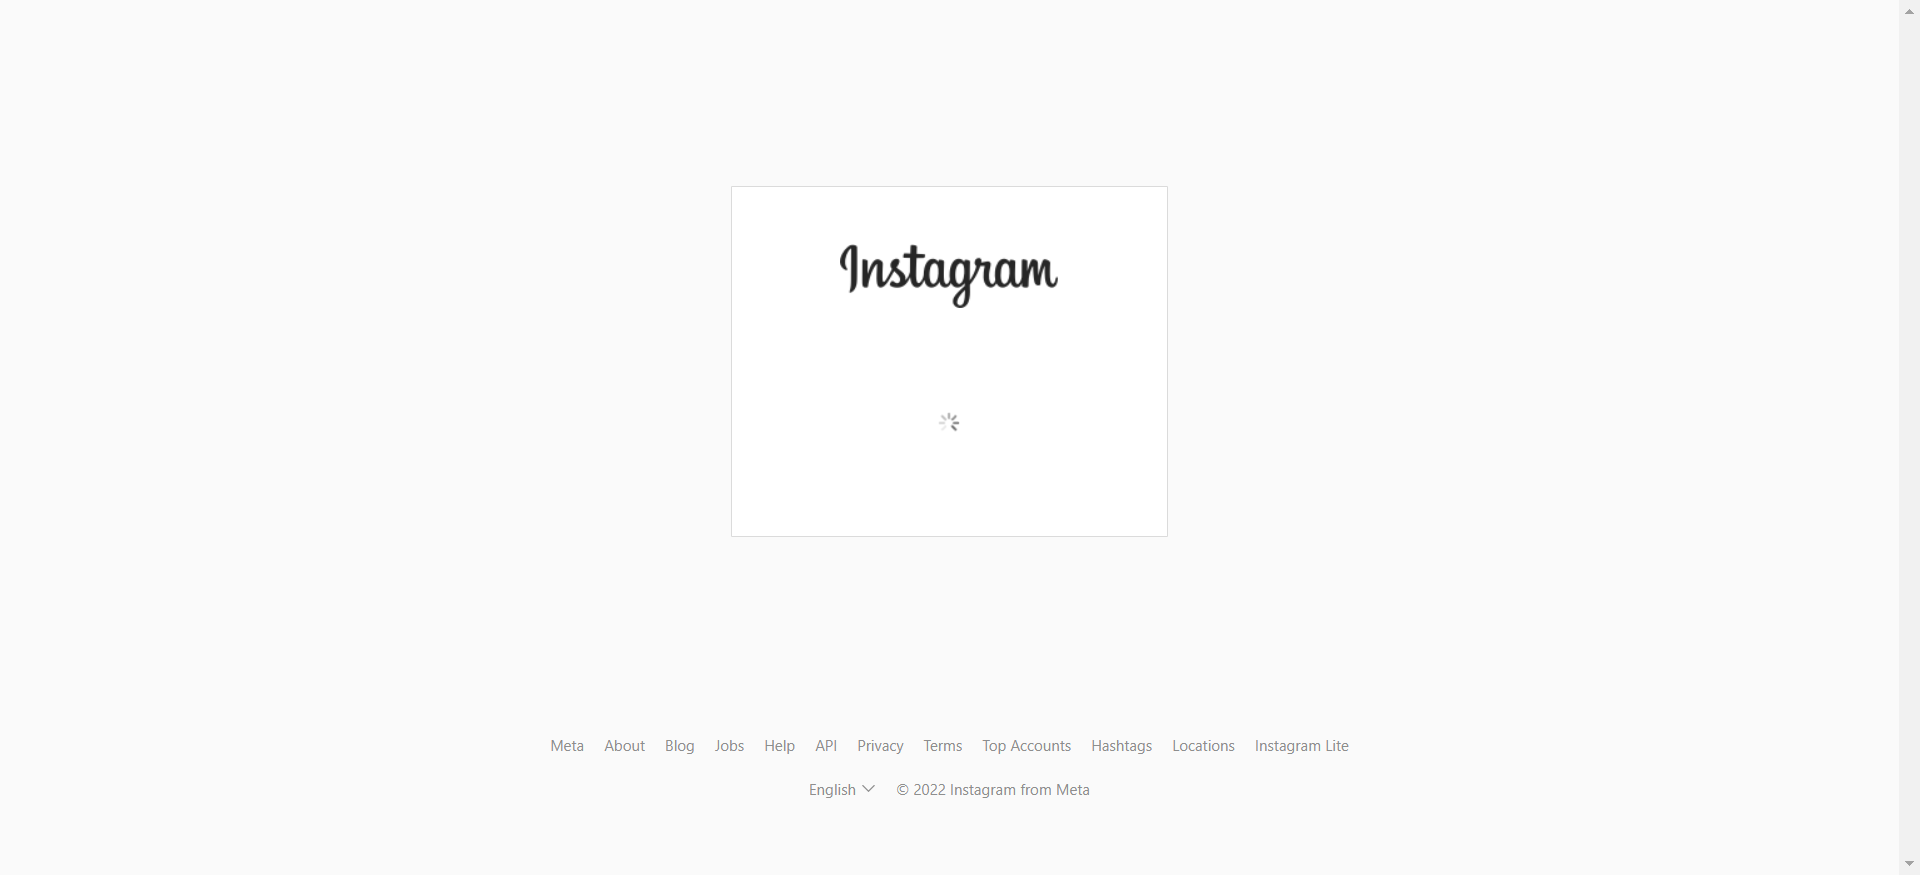 Instagram
Meta About Blog Jobs Help API Privacy Terms Top Accounts Hashtags Locations Instagram Lite
English © 2022 Instagram from Meta